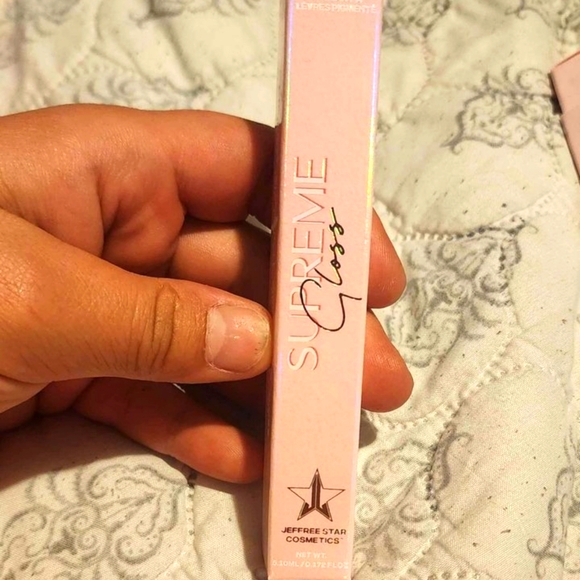 SUPREME
Gloss
JEFFREE STAR
COSMETICS
NET WT.